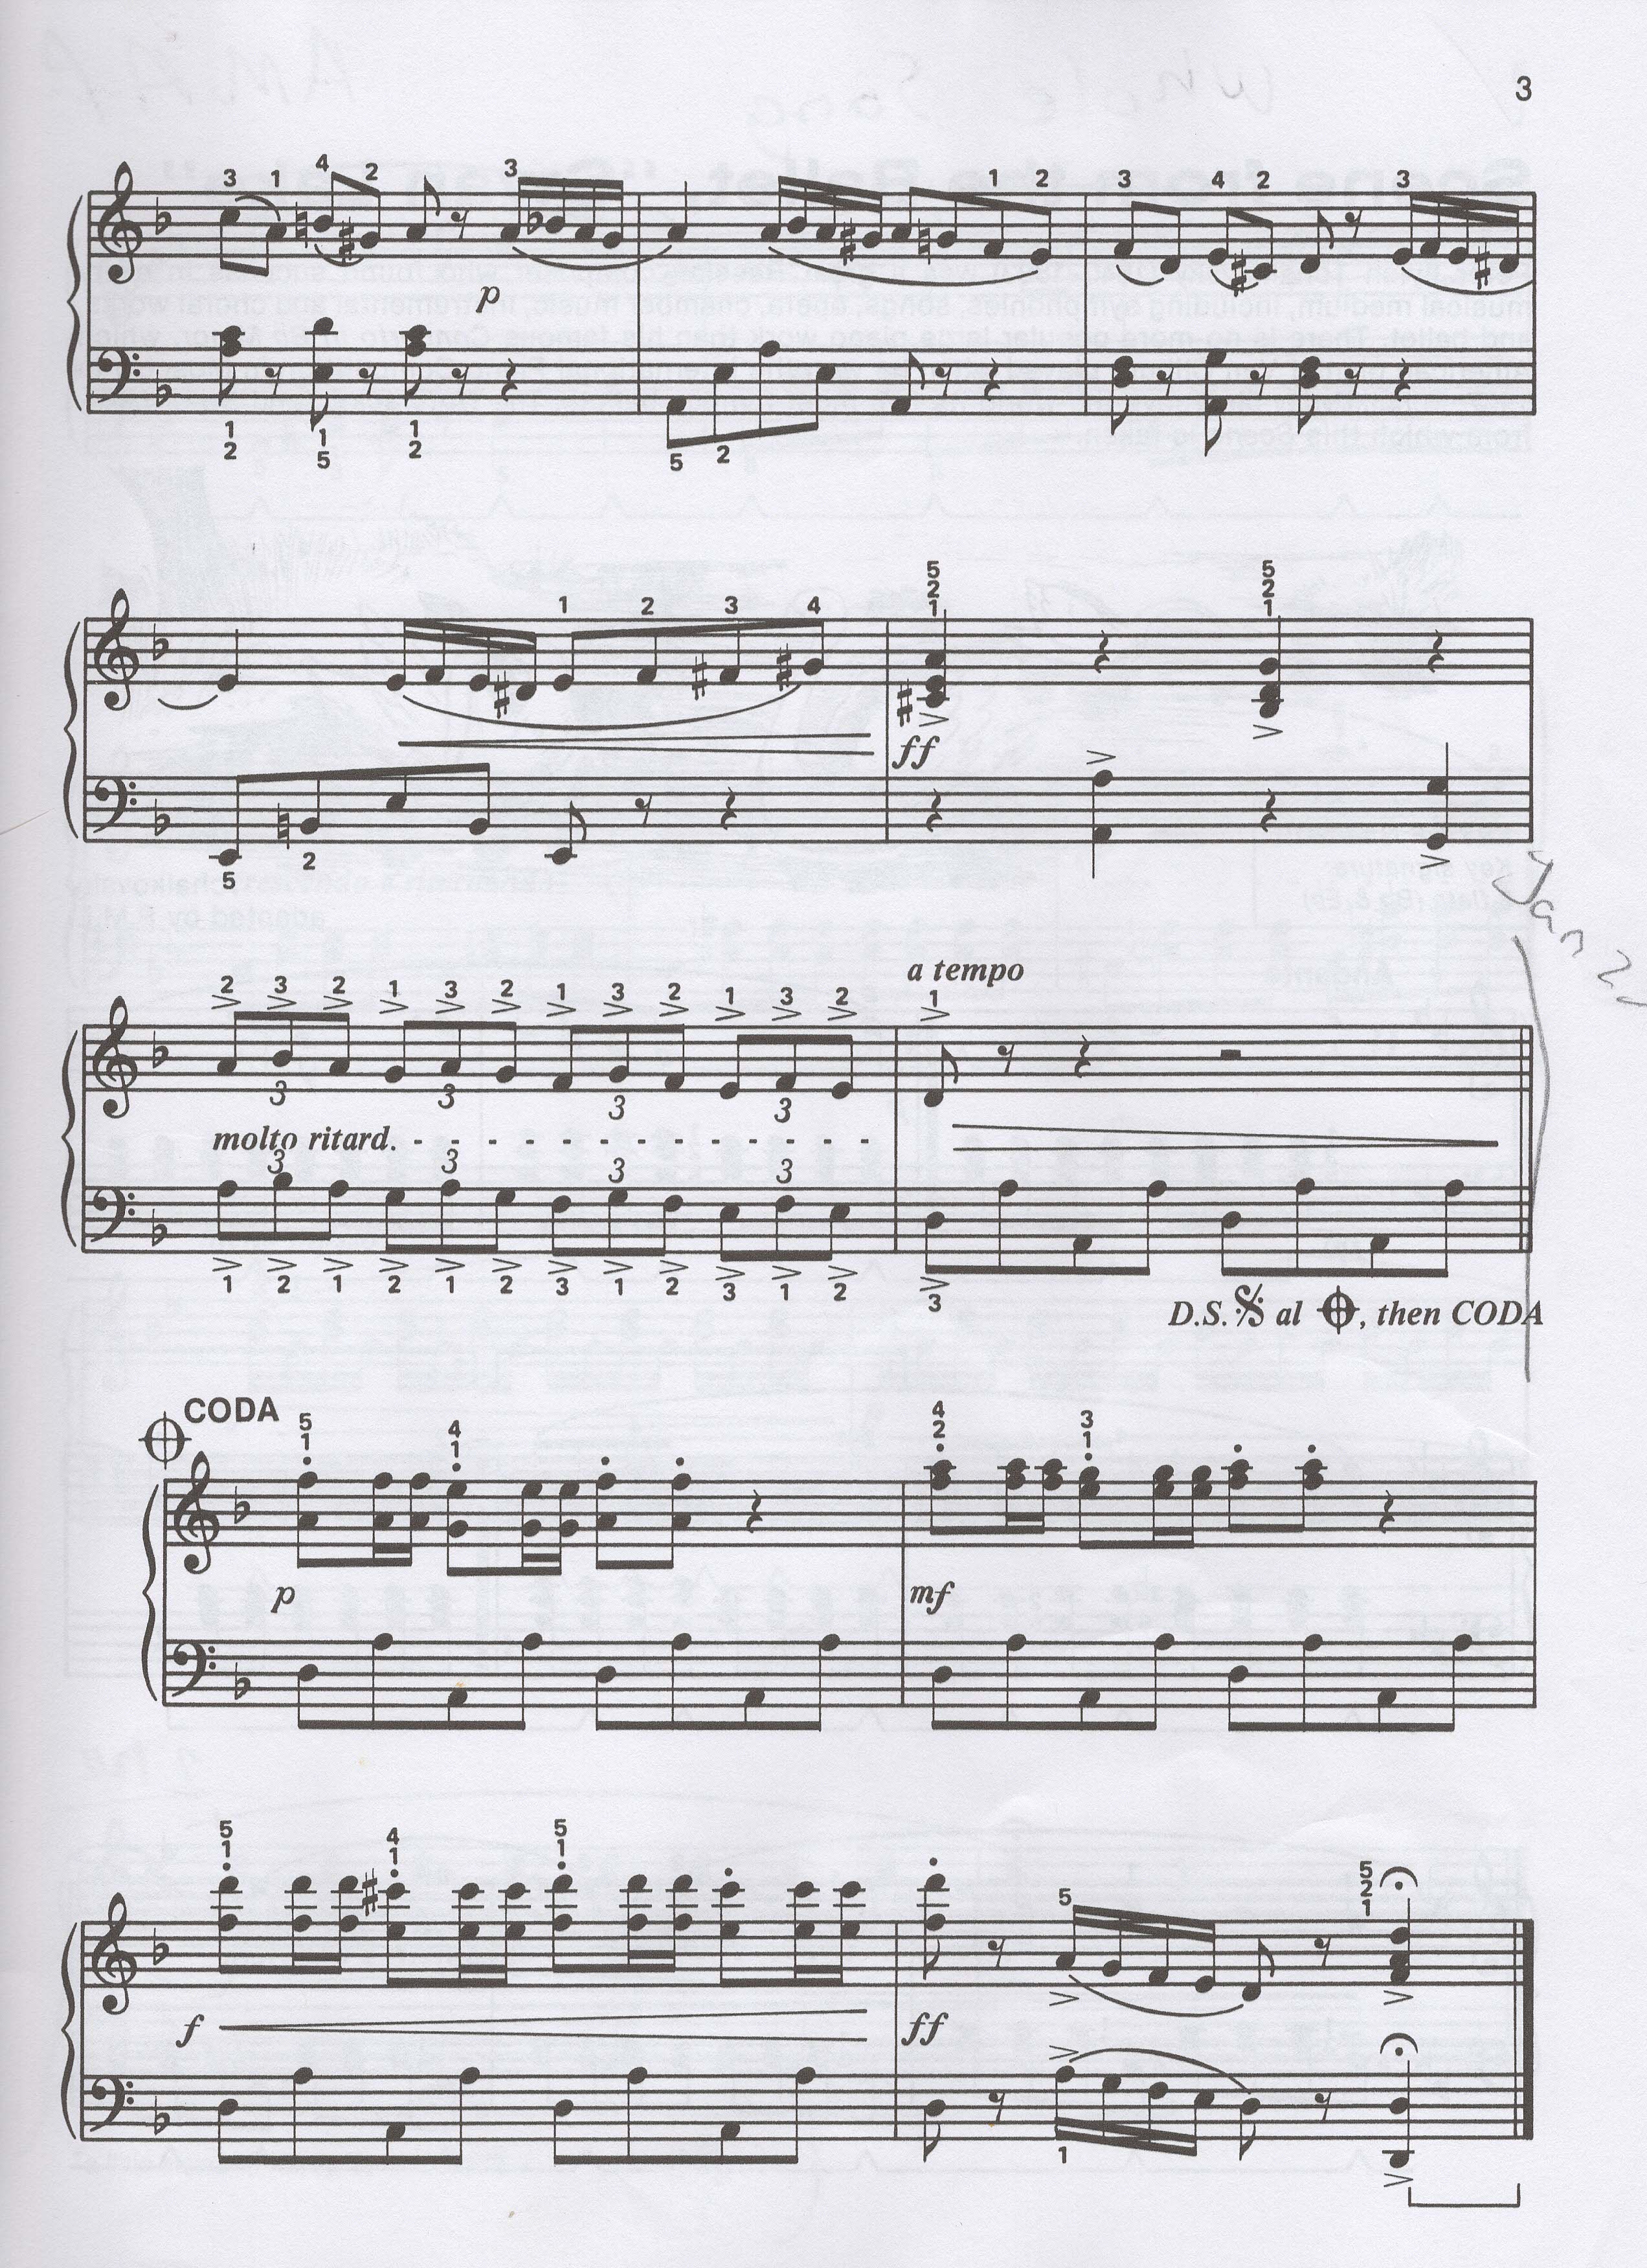 3
3 1 4 2 3 1 2 3 4 2 3
p
1 1 1
2 5 2 5 2
5 5
1 2 3 4 2 2
1 1
ff
5 2
Jan 2
a tempo
2 3 2 1 3 2 1 3 2 1 3 2 1
3 3 3 3
molto ritard.
3 3 3 3
1 2 1 2 1 2 3 1 2 3 1 2 3
D.S. al , then CODA
CODA
5 4 4 3
1 1 2 1
p mf
5 4 5
1 1 1
5 5
2
1
f ff
1